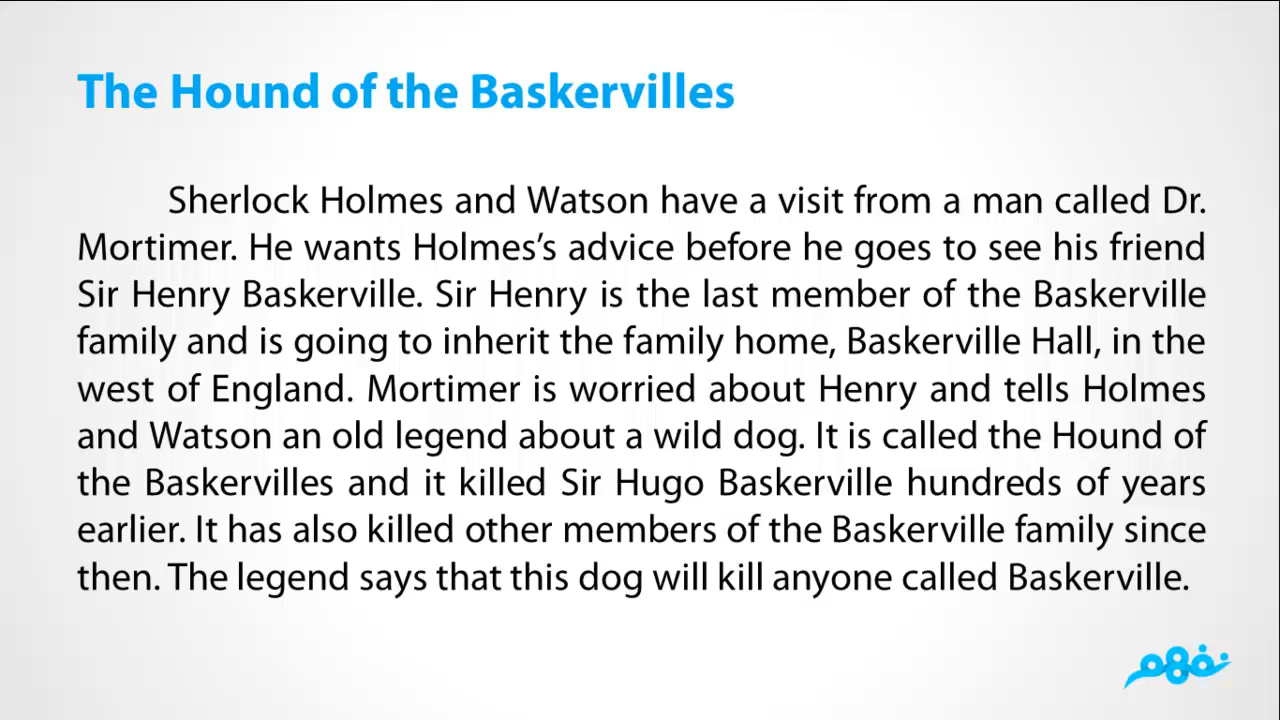 The Hound of the Baskervilles
Sherlock Holmes and Watson have a visit from a man called Dr.
Mortimer. He wants Holmes’s advice before he goes to see his friend
Sir Henry Baskerville. Sir Henry is the last member of the Baskerville
family and is going to inherit the family home, Baskerville Hall, in the
west of England. Mortimer is worried about Henry and tells Holmes
and Watson an old legend about a wild dog. It is called the Hound of
the Baskervilles and it killed Sir Hugo Baskerville hundreds of years
earlier. It has also killed other members of the Baskerville family since
then. The legend says that this dog will kill anyone called Baskerville.
نفهم